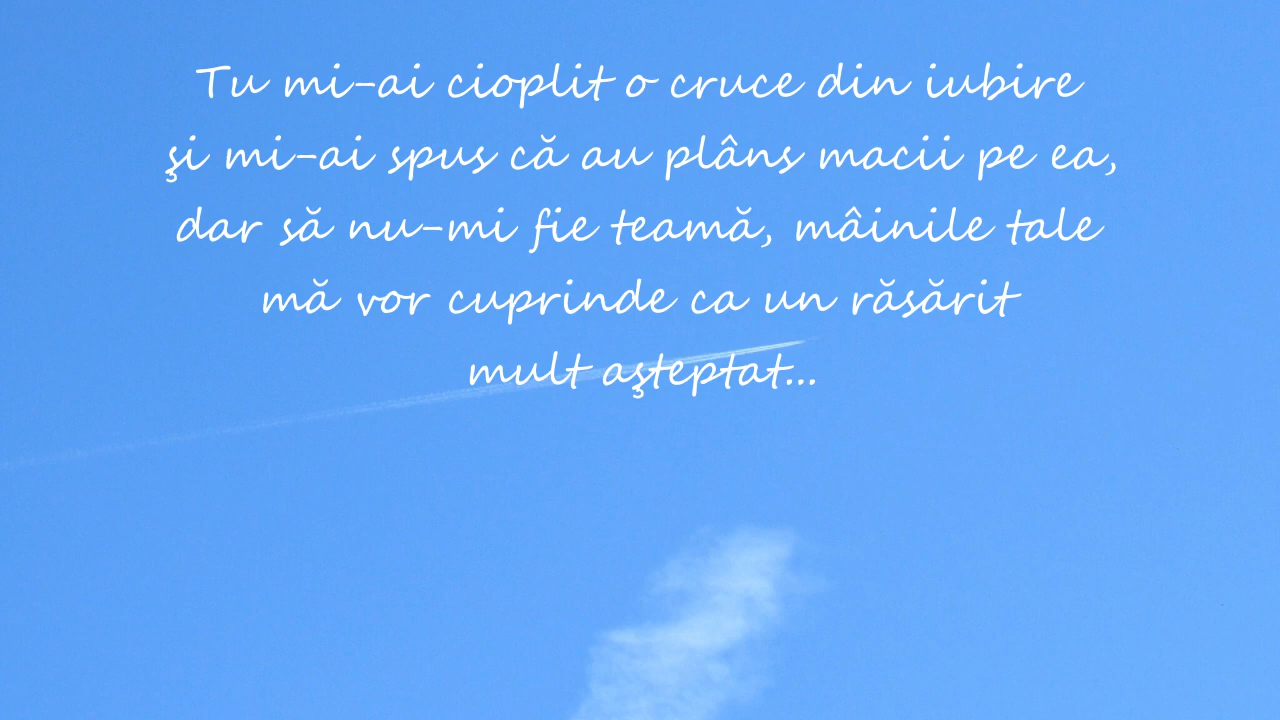 Tu mi-ai cioplit o cruce din iubire
şi mi-ai spus că au plâns macii pe ea,
dar să nu-mi fie teamă, mâinile tale
mă vor cuprinde ca un răsărit
mult aşteptat...